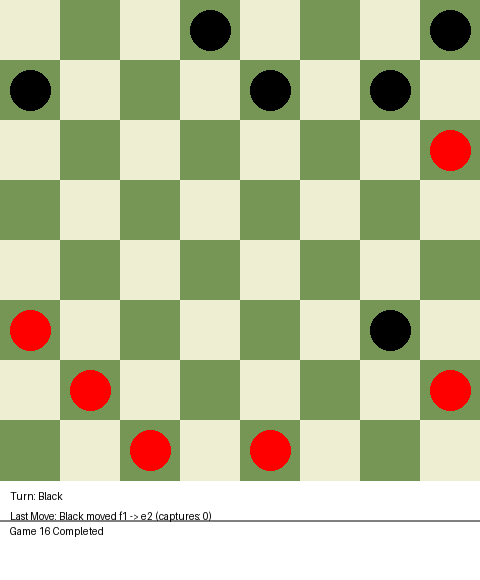 Turn: Black
Last Move: Black moved f1 -> e2 (captures: 0)
Game 16 Completed